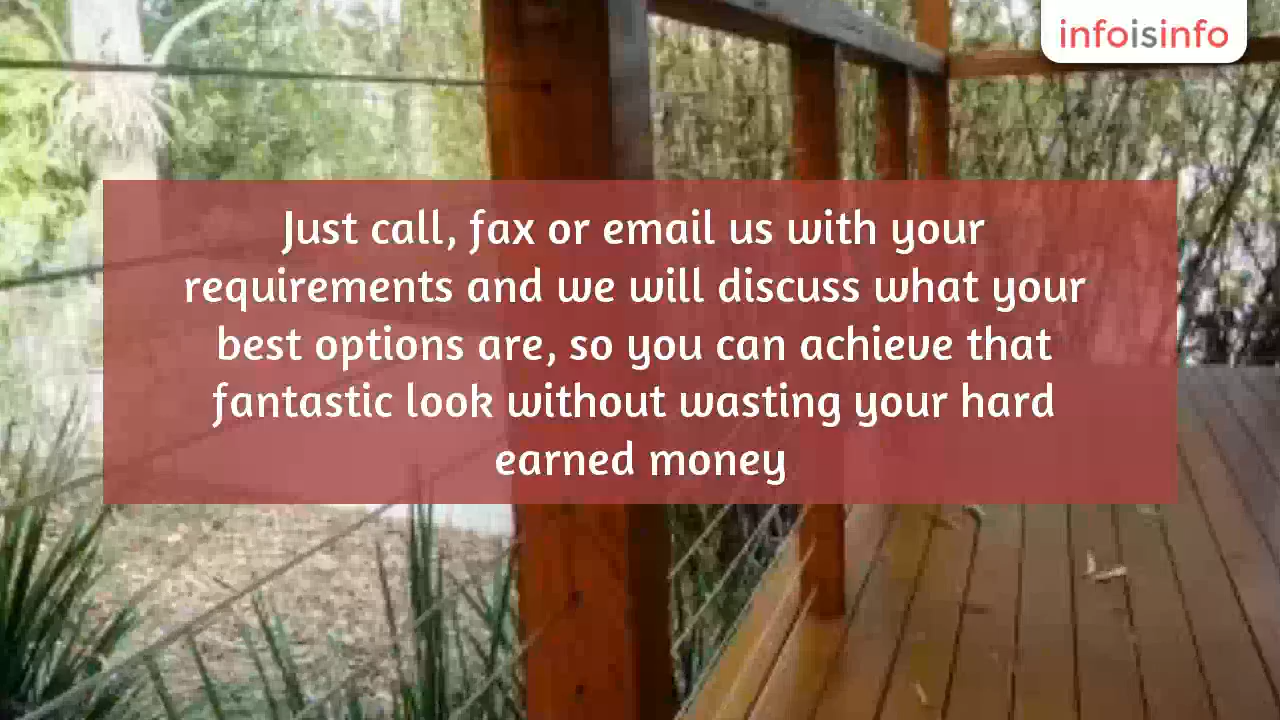 infoisinfo
Just call, fax or email us with your
requirements and we will discuss what your
best options are, so you can achieve that
fantastic look without wasting your hard
earned money